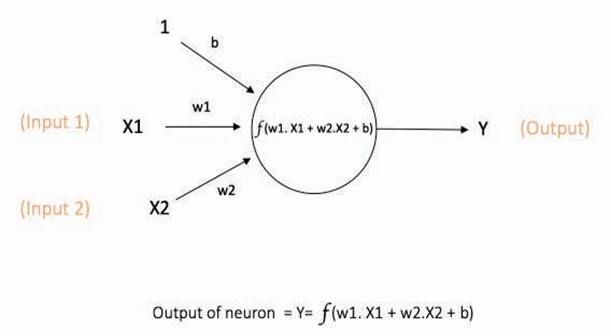 1
b
w1
(Input 1) X1 f(w1. X1 + w2.X2 + b) Y (Output)
w2
(Input 2) X2
Output of neuron = Y= f(w1. X1 + w2.X2 + b)